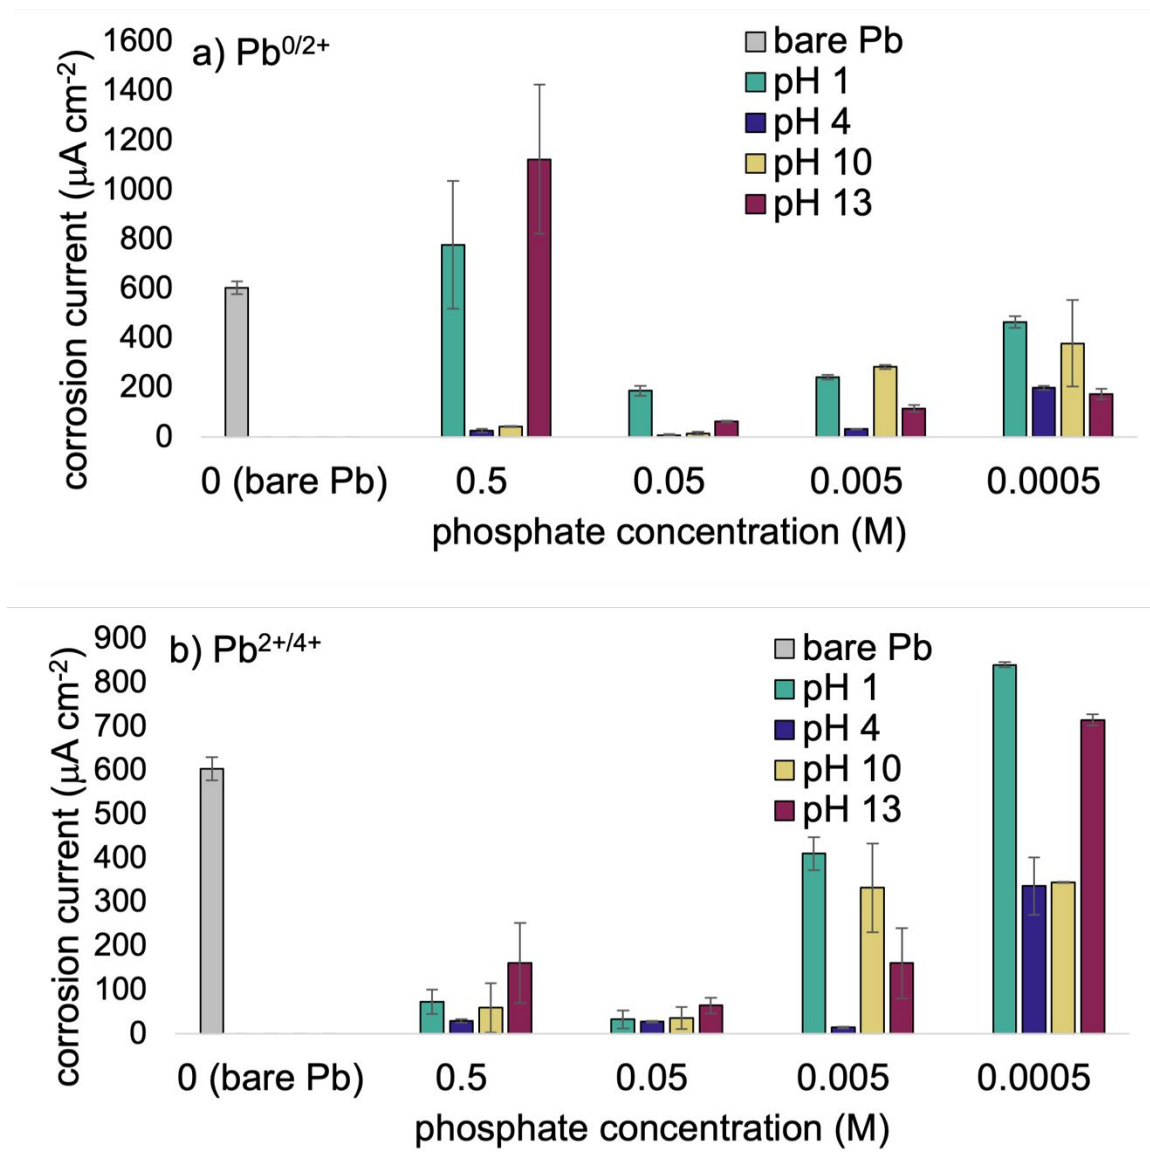 a) Pb0/2+
corrosion current (μA cm-2)
1600
1400
1200
1000
800
600
400
200
0
bare Pb
pH 1
pH 4
pH 10
pH 13
0 (bare Pb) 0.5 0.05 0.005 0.0005
phosphate concentration (M)
b) Pb2+/4+
corrosion current (μA cm-2)
900
800
700
600
500
400
300
200
100
0
bare Pb
pH 1
pH 4
pH 10
pH 13
0 (bare Pb) 0.5 0.05 0.005 0.0005
phosphate concentration (M)